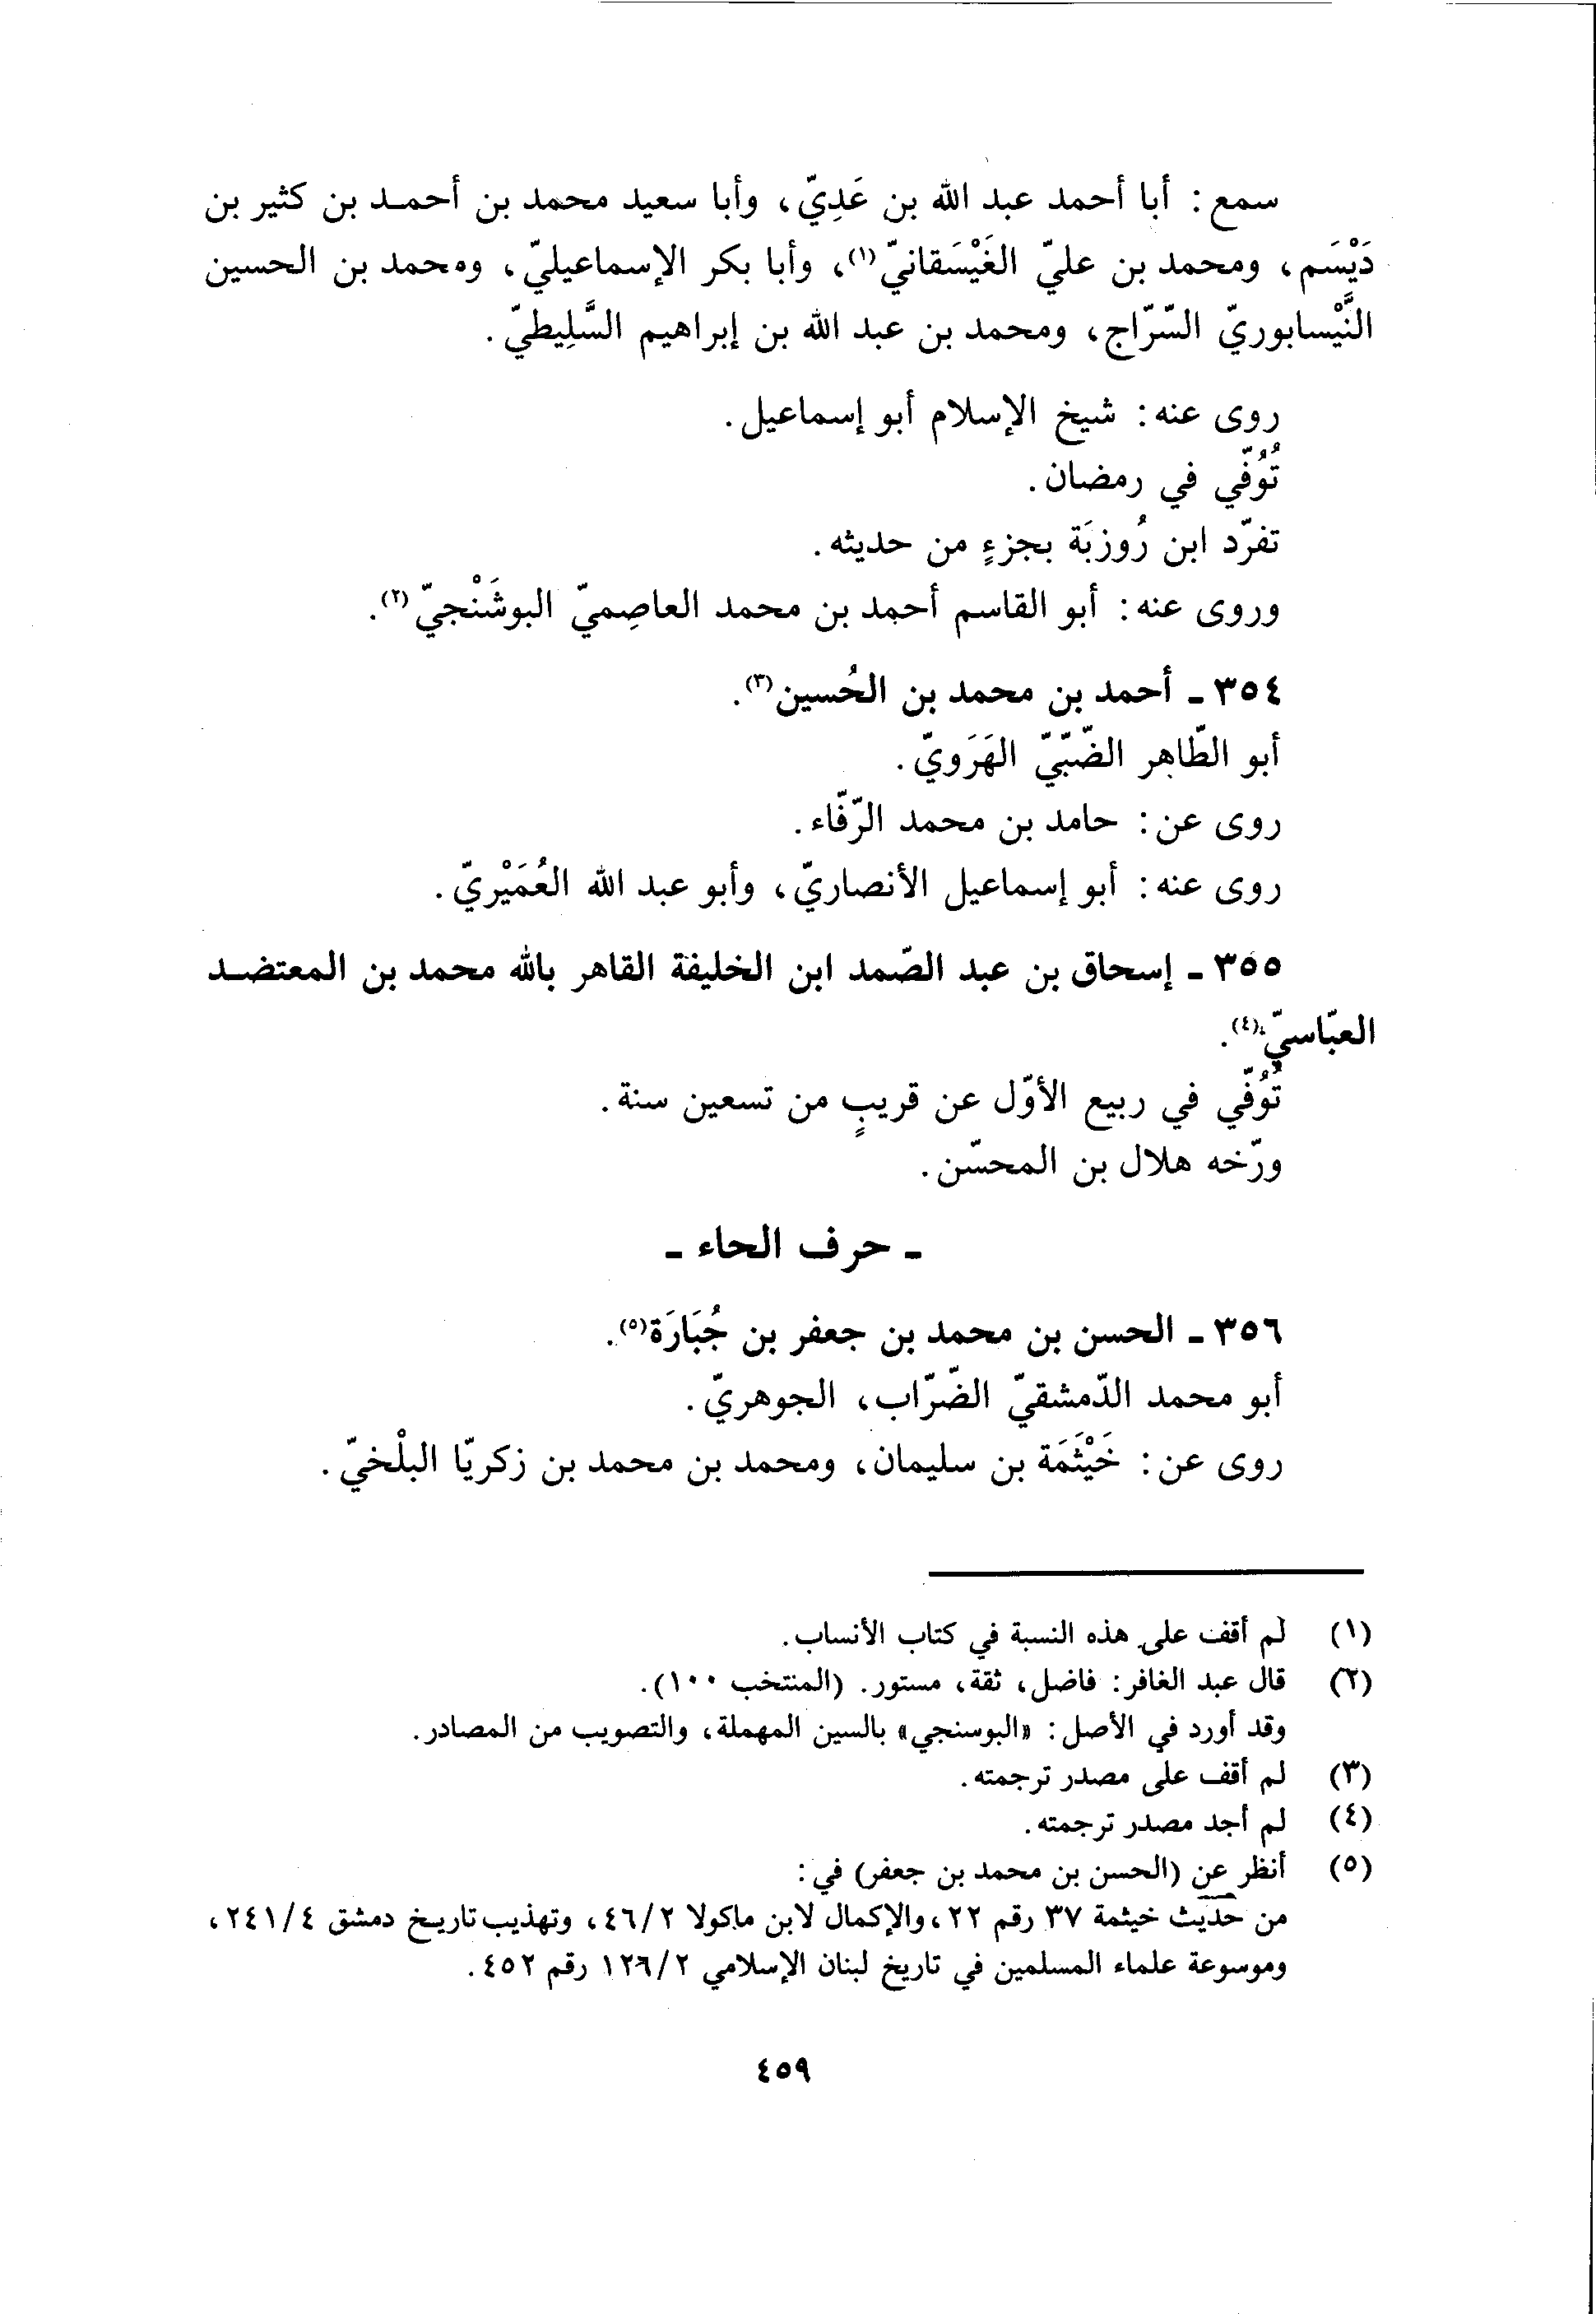 سمع: أبا أحمد عبد الله بن عَدِيّ، وأبا سعيد محمد بن أحمـد بن كثير بن
دَيْسَم، ومحمد بن عليّ الغَيْسَقانيّ(١)، وأبا بكر الإسماعيليّ، ومحمد بن الحسين
النَّيْسابوريّ السّرّاج، ومحمد بن عبد الله بن إبراهيم السَّلِيطيّ.
روى عنه: شيخ الإسلام أبو إسماعيل.
تُوُفّي في رمضان.
تفرّد ابن رُوزبَة بجزءٍ من حديثه.
وروى عنه: أبو القاسم أحمد بن محمد العاصِميّ البوشَنْجيّ(٢).
٣٥٤ ـ أحمد بن محمد بن الحُسين(٣).
أبو الطّاهر الضّبّيّ الهَرَويّ.
روى عن: حامد بن محمد الرّفّاء.
روى عنه: أبو إسماعيل الأنصاريّ، وأبو عبد الله العُمَيْريّ.
٣٥٥ ـ إسحاق بن عبد الصّمد ابن الخليفة القاهر بالله محمد بن المعتضـد
العبّاسيّ(٤).
تُوُفّي في ربيع الأوّل عن قريبٍ من تسعين سنة.
ورّخه هلال بن المحسّن.
ـ حرف الحاء ـ
٣٥٦ ـ الحسن بن محمد بن جعفر بن جُبَارَة(٥).
أبو محمد الدّمشقيّ الضّرّاب، الجوهريّ.
روى عن: خَيْثَمَة بن سليمان، ومحمد بن محمد بن زكريّا البلْخيّ.
(١) لم أقف على هذه النسبة في كتاب الأنساب.
(٢) قال عبد الغافر: فاضل، ثقة، مستور. (المنتخب ١٠٠).
وقد أورد في الأصل: «البوسنجي» بالسين المهملة، والتصويب من المصادر.
(٣) لم أقف على مصدر ترجمته.
(٤) لم أجد مصدر ترجمته.
(٥) أنظر عن (الحسن بن محمد بن جعفر) في:
من حديث خيثمة ٣٧ رقم ٢٢، والإكمال لابن ماكولا ٤٦/٢، وتهذيب تاريخ دمشق ٢٤١/٤،
وموسوعة علماء المسلمين في تاريخ لبنان الإسلامي ١٢٦/٢ رقم ٤٥٢.
٤٥٩